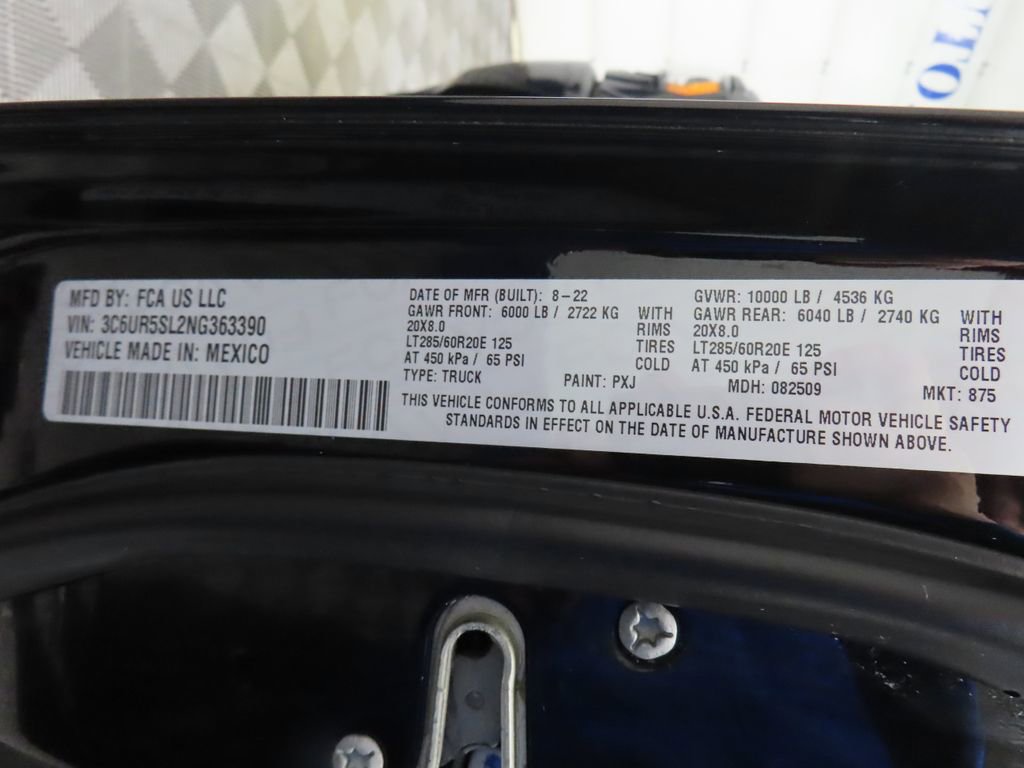 MFD BY: FCA US LLC
VIN: 3C6UR5SL2NG363390
VEHICLE MADE IN: MEXICO
DATE OF MFR (BUILT): 8-22
GVWR: 10000 LB / 4536 KG
GAWR FRONT: 6000 LB / 2722 KG WITH
20X8.0 RIMS
LT285/60R20E 125 TIRES
AT 450 kPa / 65 PSI COLD
GAWR REAR: 6040 LB / 2740 KG WITH
20X8.0 RIMS
LT285/60R20E 125 TIRES
AT 450 kPa / 65 PSI COLD
TYPE: TRUCK PAINT: PXJ MDH: 082509 MKT: 875
THIS VEHICLE CONFORMS TO ALL APPLICABLE U.S.A. FEDERAL MOTOR VEHICLE SAFETY
STANDARDS IN EFFECT ON THE DATE OF MANUFACTURE SHOWN ABOVE.